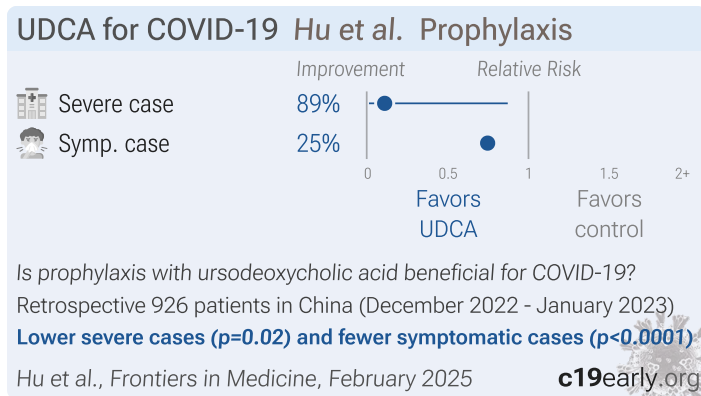 UDCA for COVID-19 Hu et al. Prophylaxis
Improvement Relative Risk
Severe case 89%
Symp. case 25%
0 0.5 1 1.5 2+
Favors UDCA
Favors control
Is prophylaxis with ursodeoxycholic acid beneficial for COVID-19?
Retrospective 926 patients in China (December 2022 - January 2023)
Lower severe cases (p=0.02) and fewer symptomatic cases (p<0.0001)
Hu et al., Frontiers in Medicine, February 2025 c19early.org